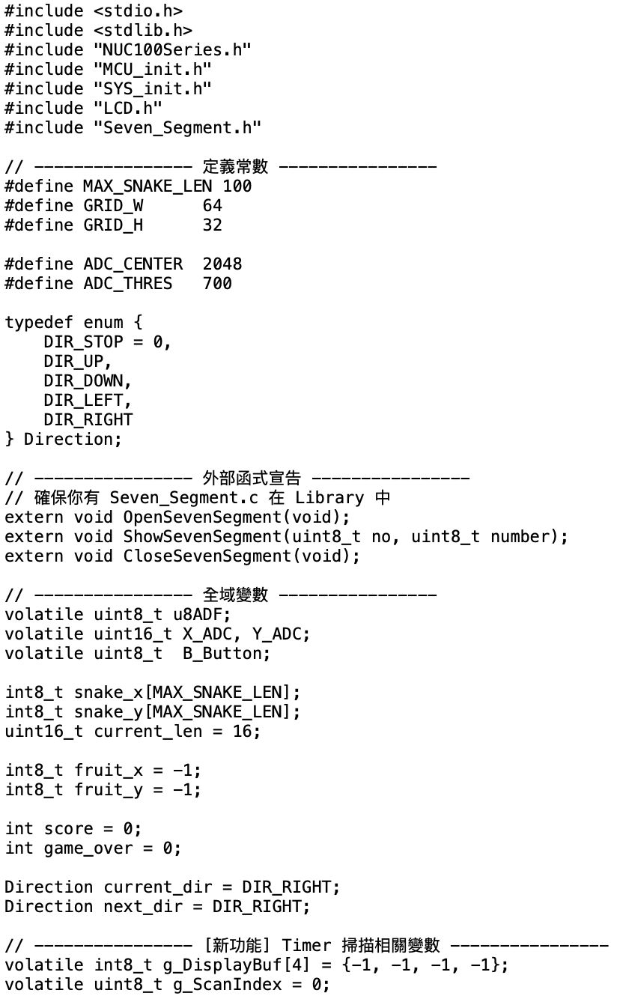 #include <stdio.h>
#include <stdlib.h>
#include "NUC100Series.h"
#include "MCU_init.h"
#include "SYS_init.h"
#include "LCD.h"
#include "Seven_Segment.h"

// ---------------- 定義常數 ----------------
#define MAX_SNAKE_LEN 100
#define GRID_W      64
#define GRID_H      32

#define ADC_CENTER  2048
#define ADC_THRES   700

typedef enum {
    DIR_STOP = 0,
    DIR_UP,
    DIR_DOWN,
    DIR_LEFT,
    DIR_RIGHT
} Direction;

// ---------------- 外部函式宣告 ----------------
// 確保你有 Seven_Segment.c 在 Library 中
extern void OpenSevenSegment(void);
extern void ShowSevenSegment(uint8_t no, uint8_t number);
extern void CloseSevenSegment(void);

// ---------------- 全域變數 ----------------
volatile uint8_t u8ADF;
volatile uint16_t X_ADC, Y_ADC;
volatile uint8_t  B_Button;

int8_t snake_x[MAX_SNAKE_LEN];
int8_t snake_y[MAX_SNAKE_LEN];
uint16_t current_len = 16;

int8_t fruit_x = -1;
int8_t fruit_y = -1;

int score = 0;
int game_over = 0;

Direction current_dir = DIR_RIGHT;
Direction next_dir = DIR_RIGHT;

// ---------------- [新功能] Timer 掃描相關變數 ----------------
volatile int8_t g_DisplayBuf[4] = {-1, -1, -1, -1};
volatile uint8_t g_ScanIndex = 0;